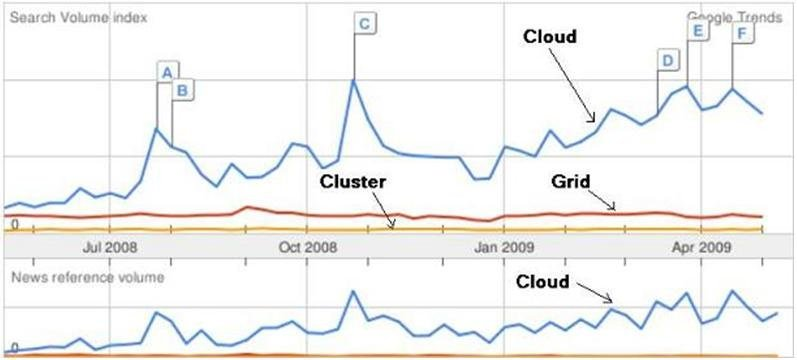 Search Volume index
Google Trends
C
E
F
Cloud
D
A
B
Cluster
Grid
0
Jul 2008
Oct 2008
Jan 2009
Apr 2009
News reference volume
Cloud
0